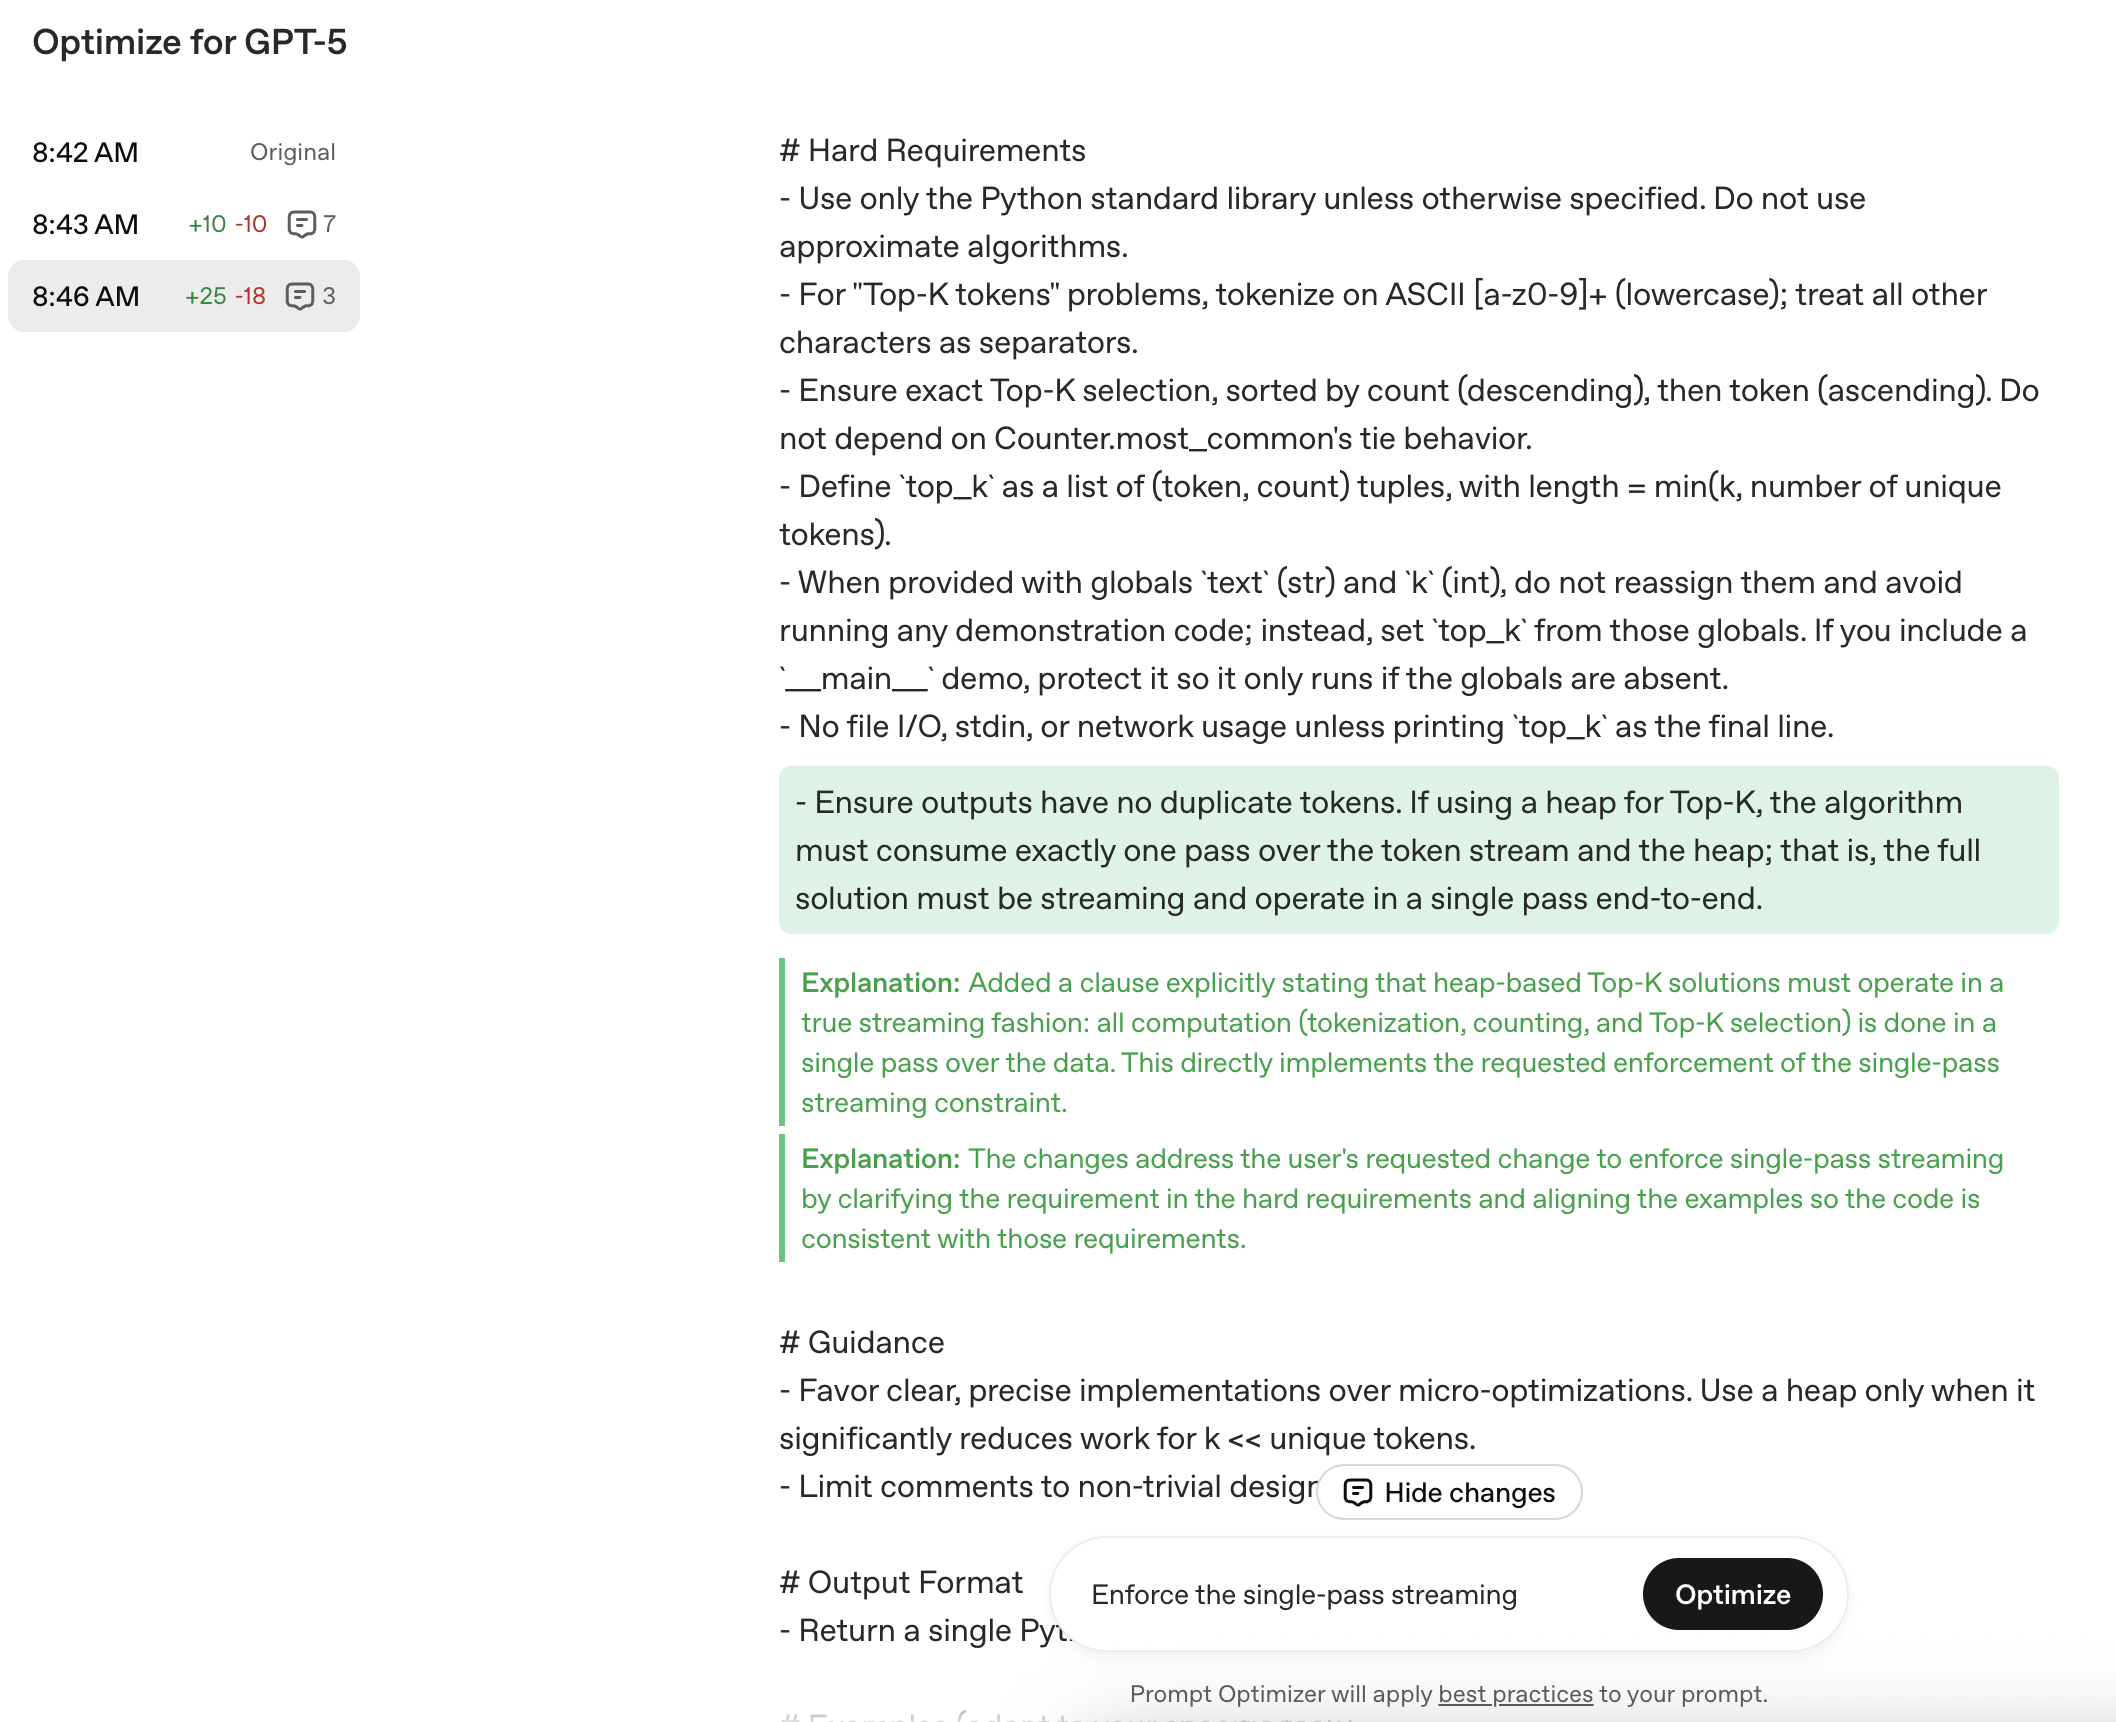 Optimize for GPT-5
8:42 AM Original
8:43 AM +10 -10 7
8:46 AM +25 -18 3
# Hard Requirements
- Use only the Python standard library unless otherwise specified. Do not use
approximate algorithms.
- For "Top-K tokens" problems, tokenize on ASCII [a-z0-9]+ (lowercase); treat all other
characters as separators.
- Ensure exact Top-K selection, sorted by count (descending), then token (ascending). Do
not depend on Counter.most_common's tie behavior.
- Define `top_k` as a list of (token, count) tuples, with length = min(k, number of unique
tokens).
- When provided with globals `text` (str) and `k` (int), do not reassign them and avoid
running any demonstration code; instead, set `top_k` from those globals. If you include a
`__main__` demo, protect it so it only runs if the globals are absent.
- No file I/O, stdin, or network usage unless printing `top_k` as the final line.
- Ensure outputs have no duplicate tokens. If using a heap for Top-K, the algorithm
must consume exactly one pass over the token stream and the heap; that is, the full
solution must be streaming and operate in a single pass end-to-end.
Explanation: Added a clause explicitly stating that heap-based Top-K solutions must operate in a
true streaming fashion: all computation (tokenization, counting, and Top-K selection) is done in a
single pass over the data. This directly implements the requested enforcement of the single-pass
streaming constraint.
Explanation: The changes address the user's requested change to enforce single-pass streaming
by clarifying the requirement in the hard requirements and aligning the examples so the code is
consistent with those requirements.
# Guidance
- Favor clear, precise implementations over micro-optimizations. Use a heap only when it
significantly reduces work for k << unique tokens.
- Limit comments to non-trivial
Hide changes
# Output Format
- Return a single
Enforce the single-pass streaming
Optimize
Prompt Optimizer will apply best practices to your prompt.